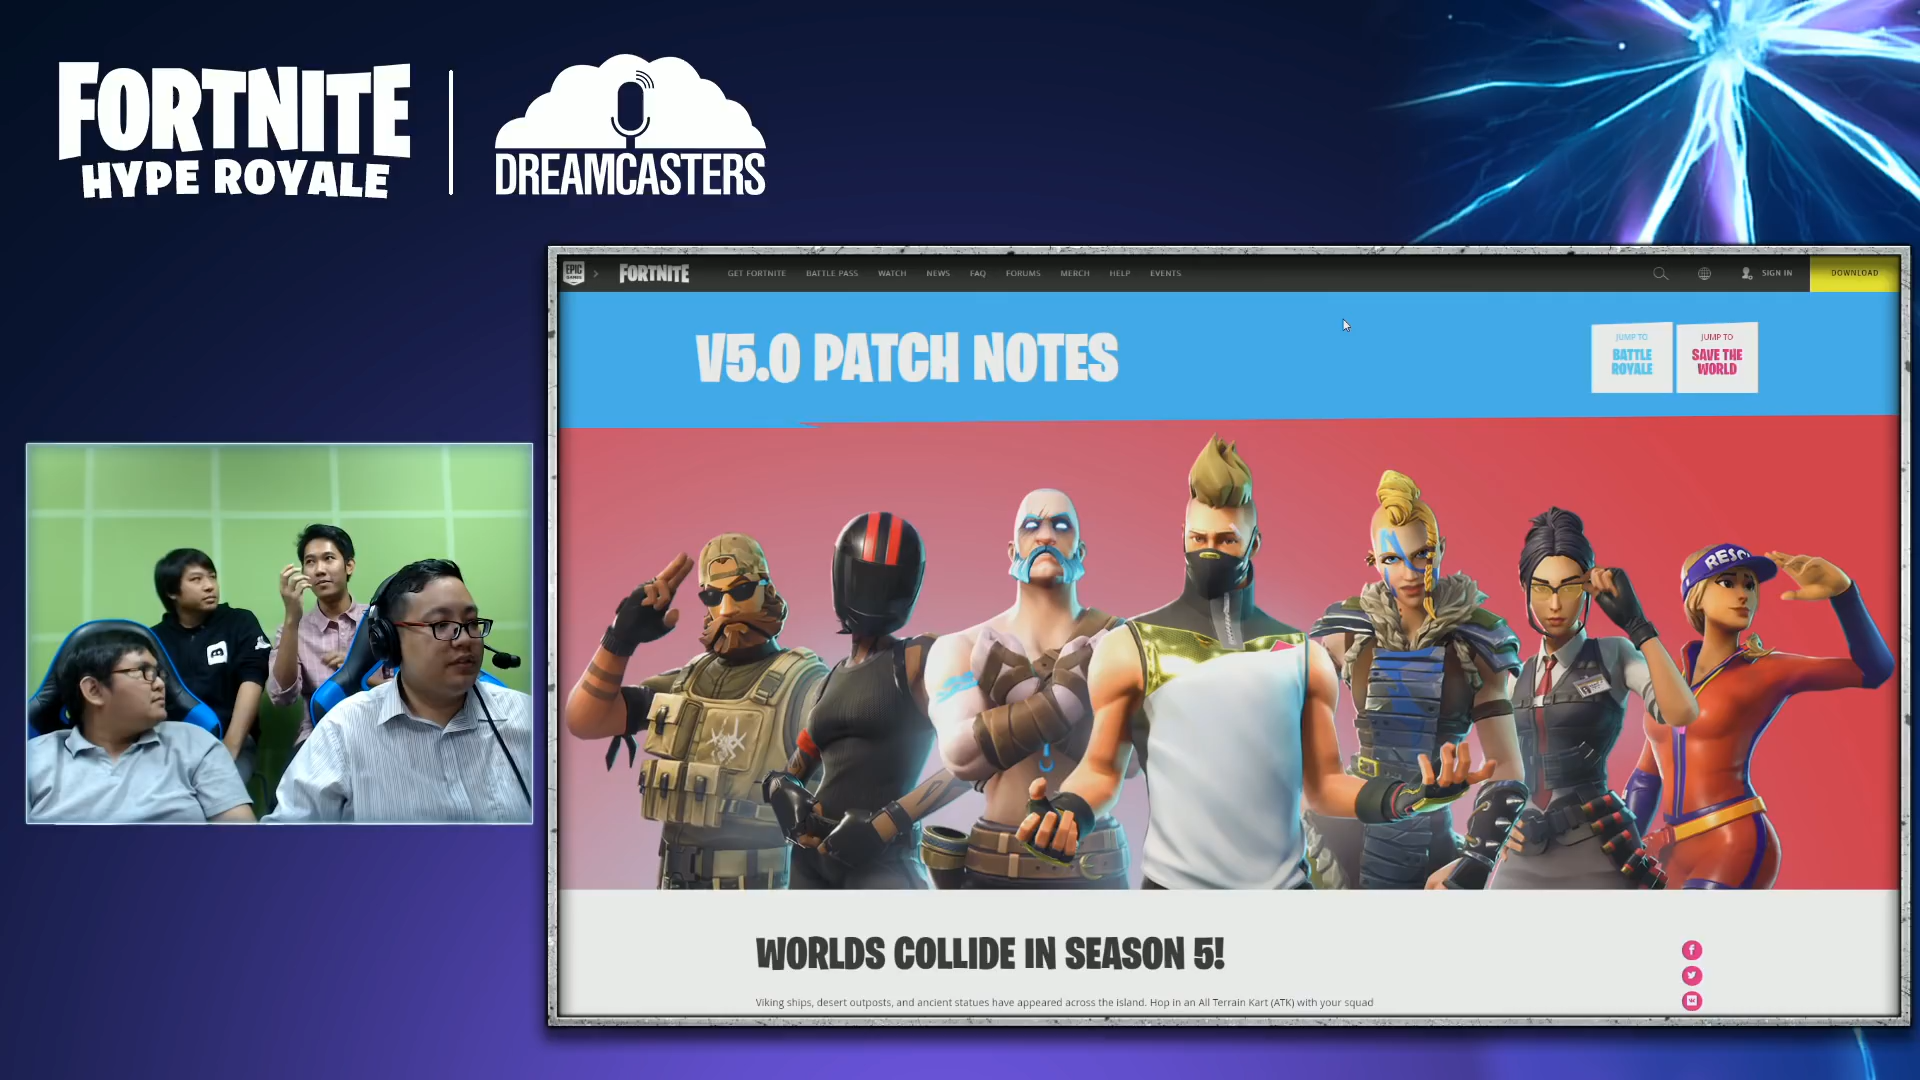 FORTNITE
HYPE ROYALE
DREAMCASTERS
EPIC
GAMES
FORTNITE
GET FORTNITE
BATTLE PASS
WATCH
NEWS
FAQ
FORUMS
MERCH
HELP
EVENTS
SIGN IN
DOWNLOAD
V5.0 PATCH NOTES
JUMP TO
BATTLE
ROYALE
JUMP TO
SAVE THE
WORLD
RESC
WORLDS COLLIDE IN SEASON 5!
Viking ships, desert outposts, and ancient statues have appeared across the island. Hop in an All Terrain Kart (ATK) with your squad